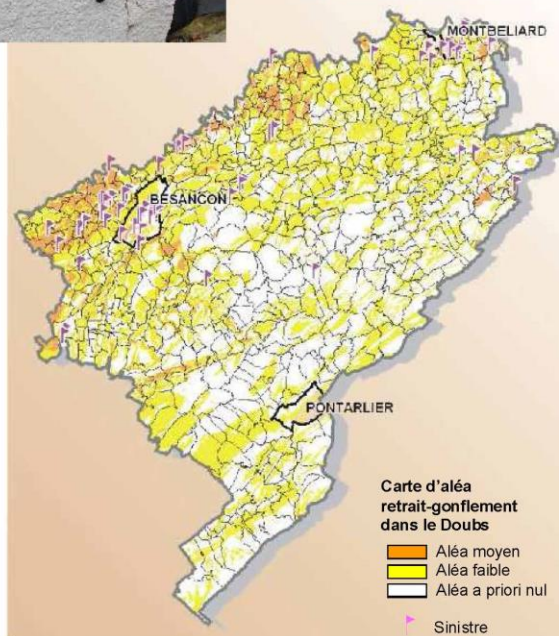 MONTBELIARD
BESANCON
PONTARLIER
Carte d'aléa
retrait-gonflement
dans le Doubs
Aléa moyen
Aléa faible
Aléa a priori nul
Sinistre